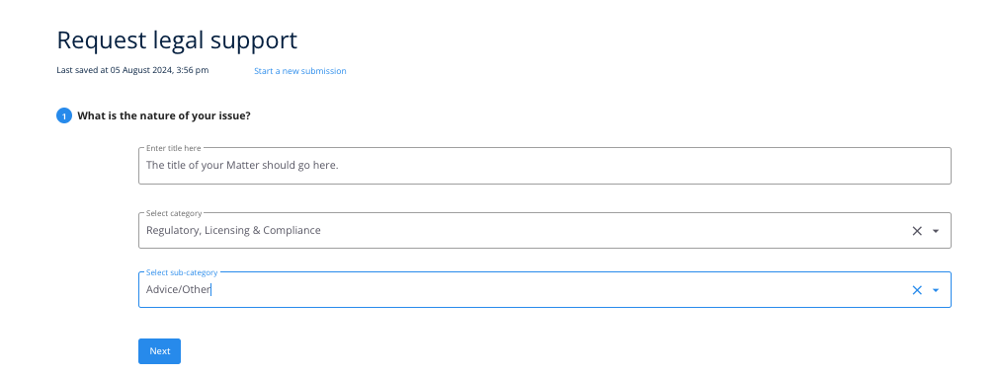 Request legal support
Last saved at 05 August 2024, 3:56 pm Start a new submission
1 What is the nature of your issue?
Enter title here
The title of your Matter should go here.
Select category
Regulatory, Licensing & Compliance
Select sub-category
Advice/Other
Next